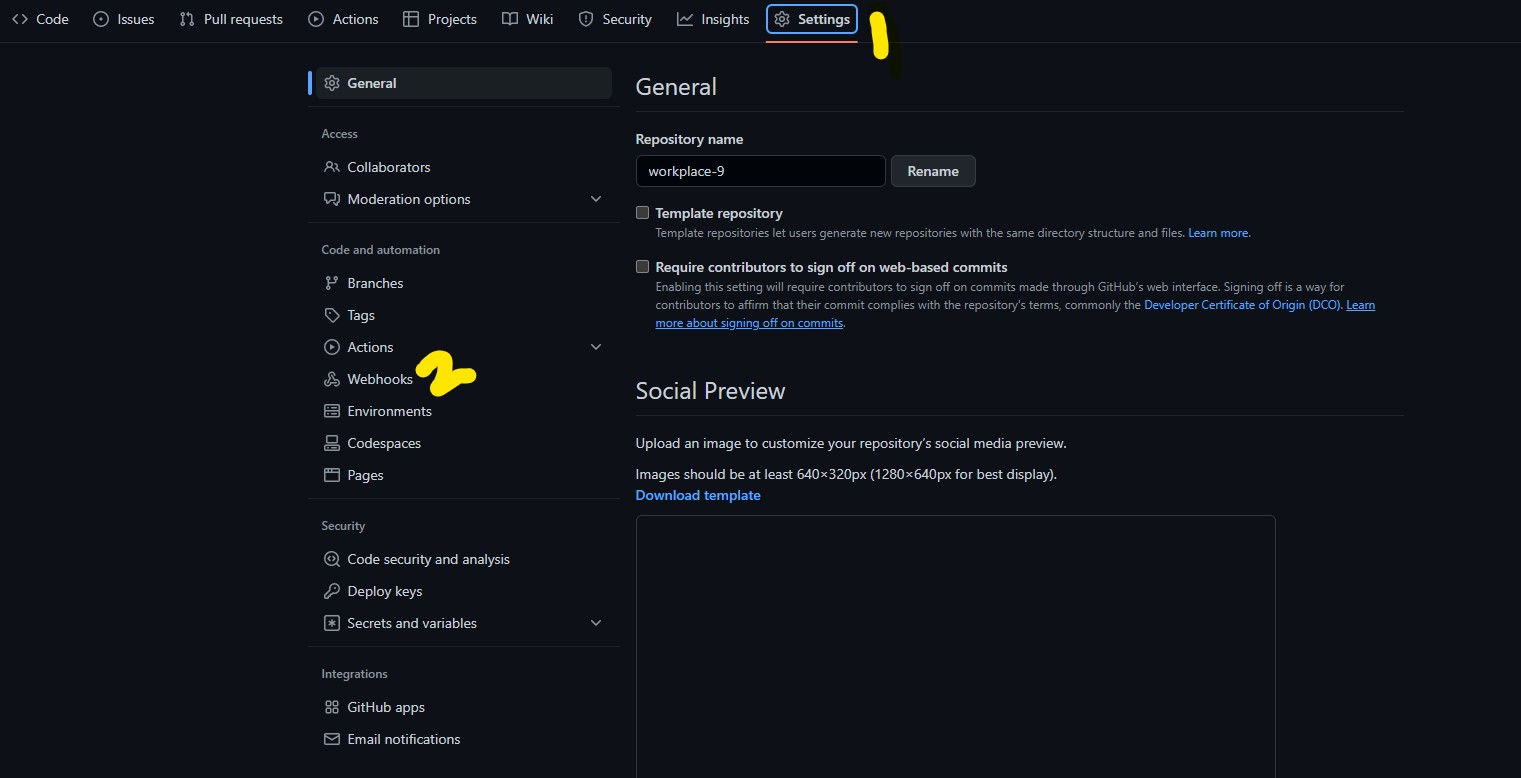 Code Issues Pull requests Actions Projects Wiki Security Insights Settings 1
General
Access
Collaborators
Moderation options
Code and automation
Branches
Tags
Actions
Webhooks 2
Environments
Codespaces
Pages
Security
Code security and analysis
Deploy keys
Secrets and variables
Integrations
GitHub apps
Email notifications
General
Repository name
workplace-9 Rename
Template repository
Template repositories let users generate new repositories with the same directory structure and files. Learn more.
Require contributors to sign off on web-based commits
Enabling this setting will require contributors to sign off on commits made through GitHub's web interface. Signing off is a way for
contributors to affirm that their commit complies with the repository's terms, commonly the Developer Certificate of Origin (DCO). Learn
more about signing off on commits.
Social Preview
Upload an image to customize your repository's social media preview.
Images should be at least 640×320px (1280×640px for best display).
Download template